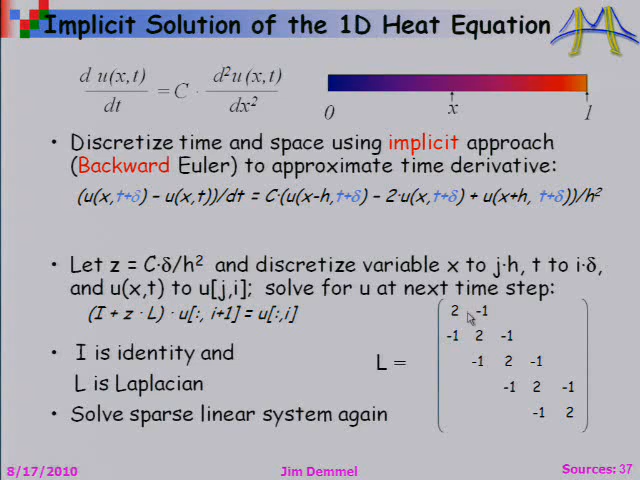 Implicit Solution of the 1D Heat Equation
d u(x,t)
dt
= C ·
d²u(x,t)
dx²
0
x
1
• Discretize time and space using implicit approach
(Backward Euler) to approximate time derivative:
(u(x,t+δ) – u(x,t))/dt = C·(u(x-h,t+δ) – 2·u(x,t+δ) + u(x+h, t+δ))/h²
• Let z = C·δ/h² and discretize variable x to j·h, t to i·δ,
and u(x,t) to u[j,i]; solve for u at next time step:
(I + z · L) · u[:, i+1] = u[:,i]
• I is identity and
L is Laplacian
• Solve sparse linear system again
L =
2 -1
-1 2 -1
-1 2 -1
-1 2 -1
-1 2
8/17/2010
Jim Demmel
Sources: 37